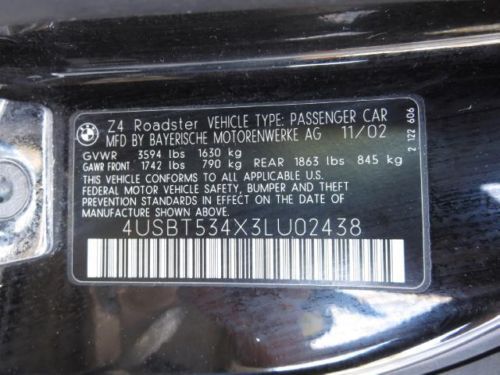 Z4 Roadster VEHICLE TYPE: PASSENGER CAR
MFD BY BAYERISCHE MOTORENWERKE AG 11/02
GVWR 3594 lbs 1630 kg
GAWR FRONT 1742 lbs 790 kg REAR 1863 lbs 845 kg
THIS VEHICLE CONFORMS TO ALL APPLICABLE U.S.
FEDERAL MOTOR VEHICLE SAFETY, BUMPER AND THEFT
PREVENTION STANDARDS IN EFFECT ON THE DATE OF
MANUFACTURE SHOWN ABOVE.
4USBT534X3LU02438
2 122 606